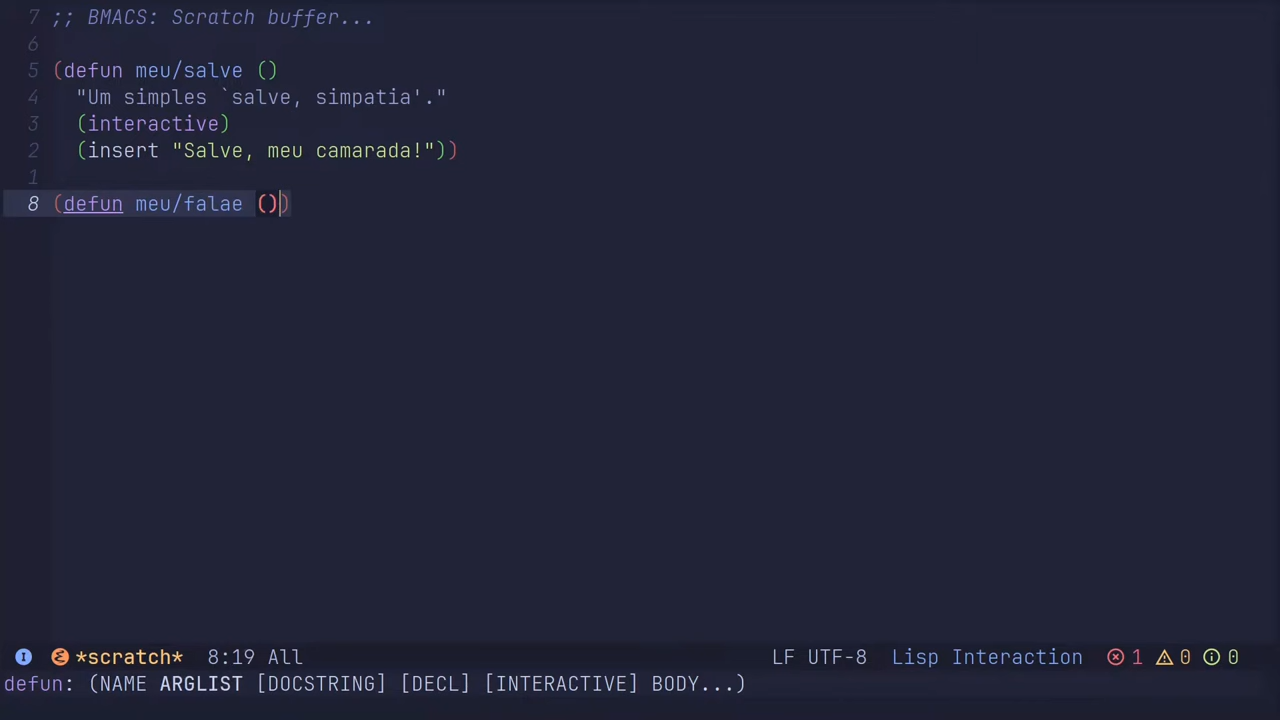 7 ;; BMACS: Scratch buffer...
6
5 (defun meu/salve ()
4 "Um simples `salve, simpatia'."
3 (interactive)
2 (insert "Salve, meu camarada!"))
1
8 (defun meu/falae ())
I *scratch* 8:19 All LF UTF-8 Lisp Interaction 1 0 0
defun: (NAME ARGLIST [DOCSTRING] [DECL] [INTERACTIVE] BODY...)